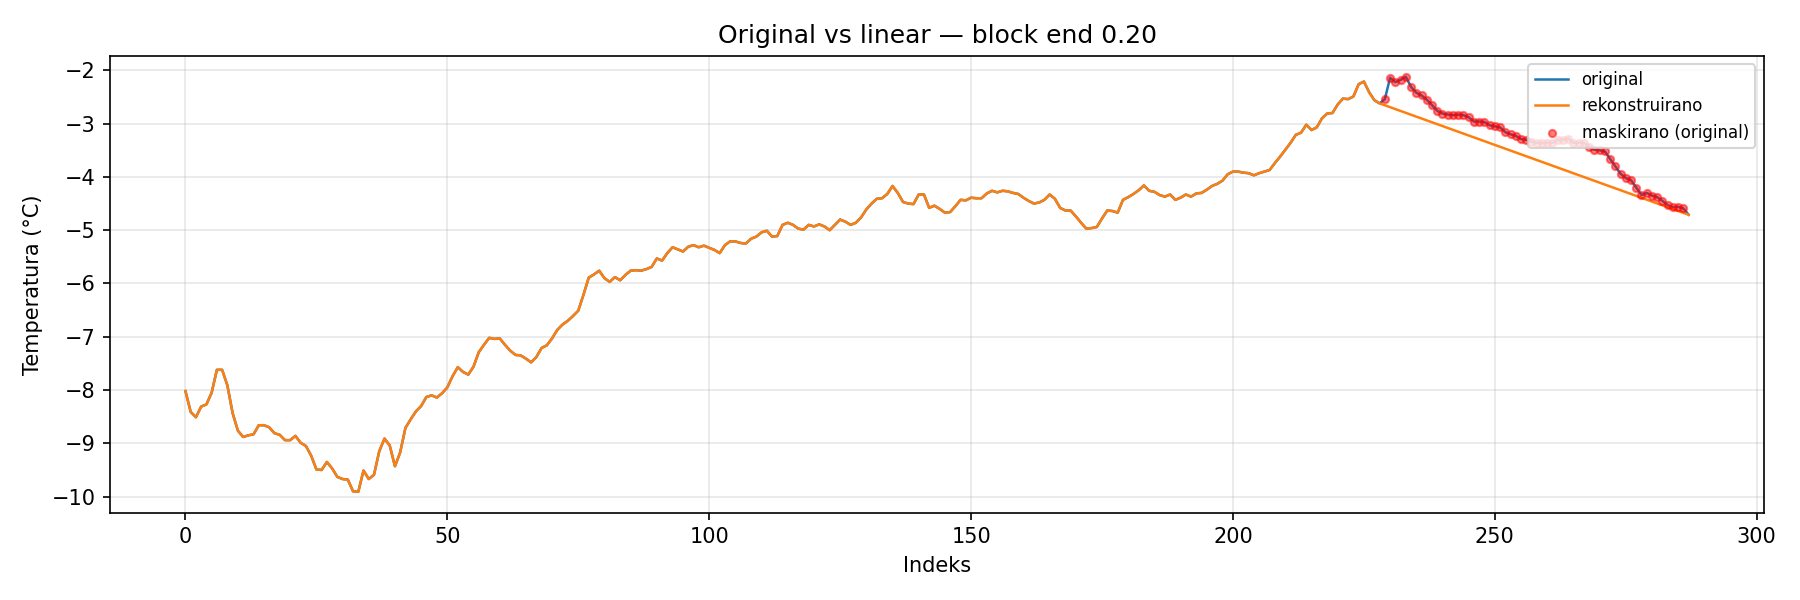 Original vs linear — block end 0.20
Temperatura (°C)
−2
−3
−4
−5
−6
−7
−8
−9
−10
original
rekonstruirano
maskirano (original)
0
50
100
150
200
250
300
Indeks